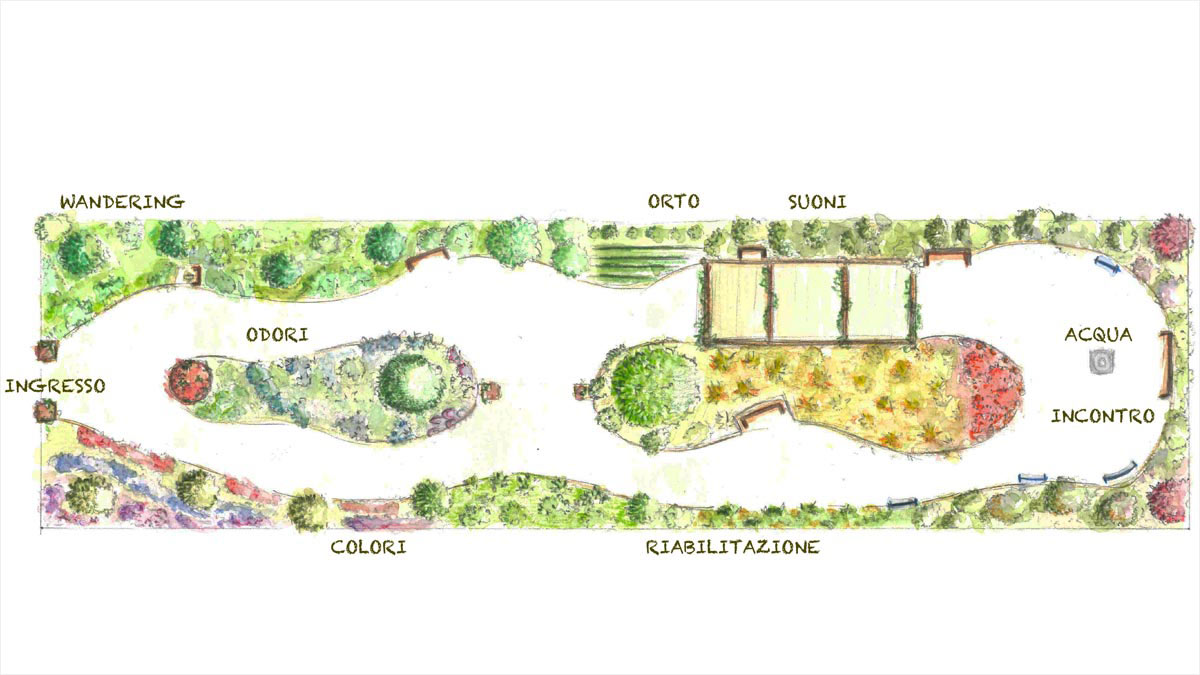 WANDERING
ORTO
SUONI
ODORI
ACQUA
INGRESSO
INCONTRO
COLORI
RIABILITAZIONE